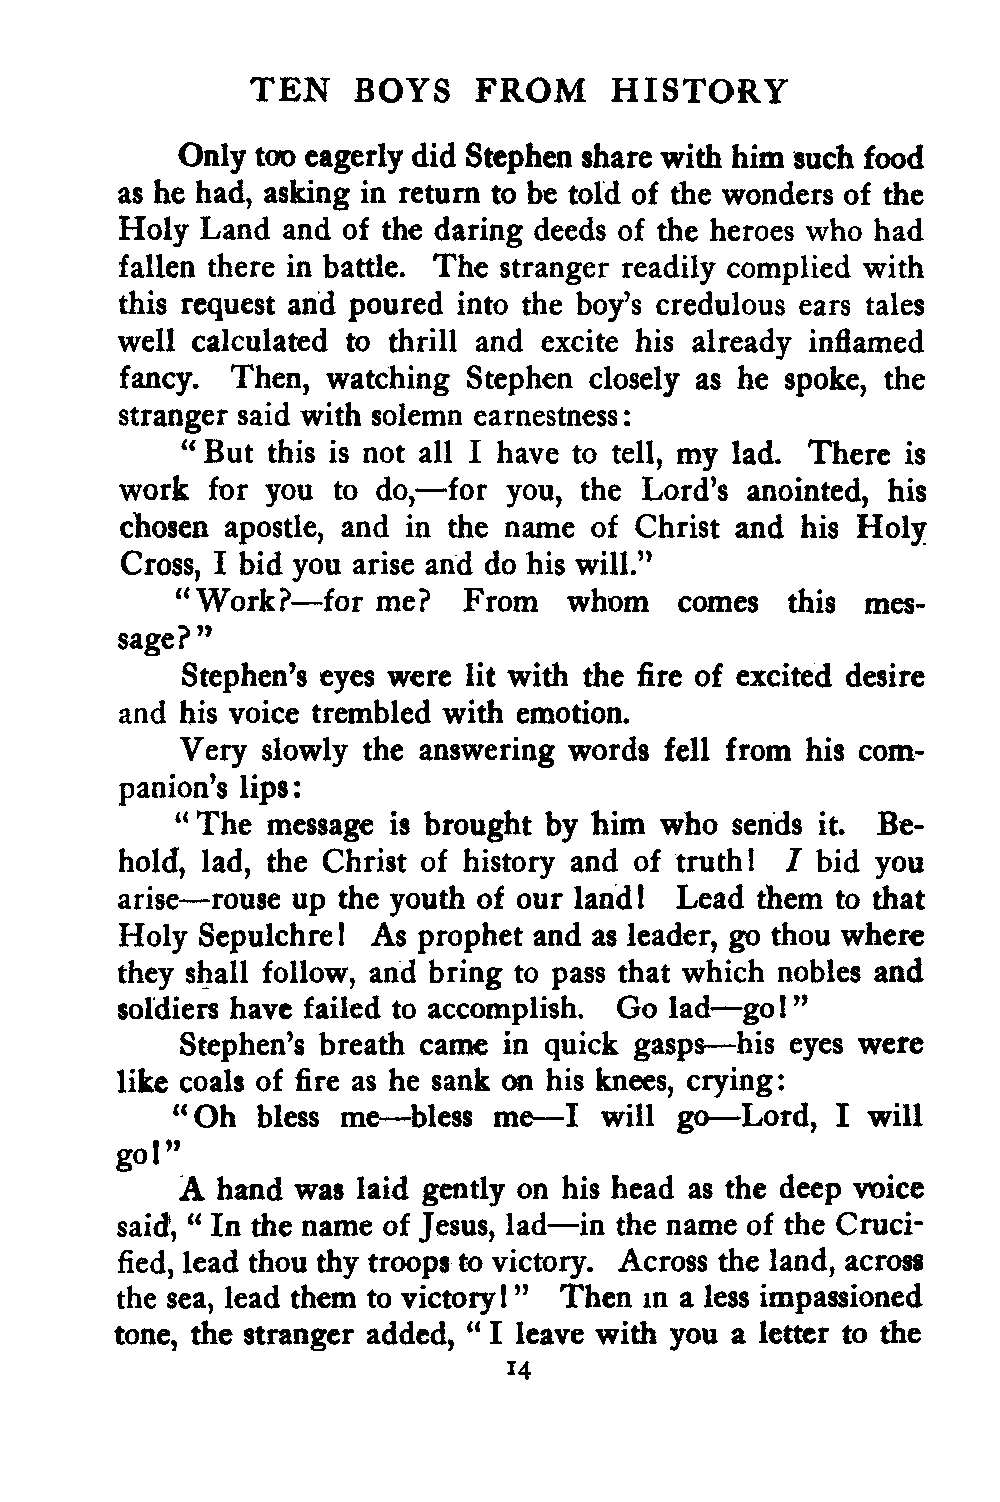 TEN BOYS FROM HISTORY
Only too eagerly did Stephen share with him such food
as he had, asking in return to be told of the wonders of the
Holy Land and of the daring deeds of the heroes who had
fallen there in battle. The stranger readily complied with
this request and poured into the boy's credulous ears tales
well calculated to thrill and excite his already inflamed
fancy. Then, watching Stephen closely as he spoke, the
stranger said with solemn earnestness:
"But this is not all I have to tell, my lad. There is
work for you to do,—for you, the Lord's anointed, his
chosen apostle, and in the name of Christ and his Holy
Cross, I bid you arise and do his will."
"Work?—for me? From whom comes this mes-
sage?"
Stephen's eyes were lit with the fire of excited desire
and his voice trembled with emotion.
Very slowly the answering words fell from his com-
panion's lips:
"The message is brought by him who sends it. Be-
hold, lad, the Christ of history and of truth! I bid you
arise—rouse up the youth of our land! Lead them to that
Holy Sepulchre! As prophet and as leader, go thou where
they shall follow, and bring to pass that which nobles and
soldiers have failed to accomplish. Go lad—go!"
Stephen's breath came in quick gasps—his eyes were
like coals of fire as he sank on his knees, crying:
"Oh bless me—bless me—I will go—Lord, I will
go!"
A hand was laid gently on his head as the deep voice
said, "In the name of Jesus, lad—in the name of the Cruci-
fied, lead thou thy troops to victory. Across the land, across
the sea, lead them to victory!" Then in a less impassioned
tone, the stranger added, "I leave with you a letter to the
14